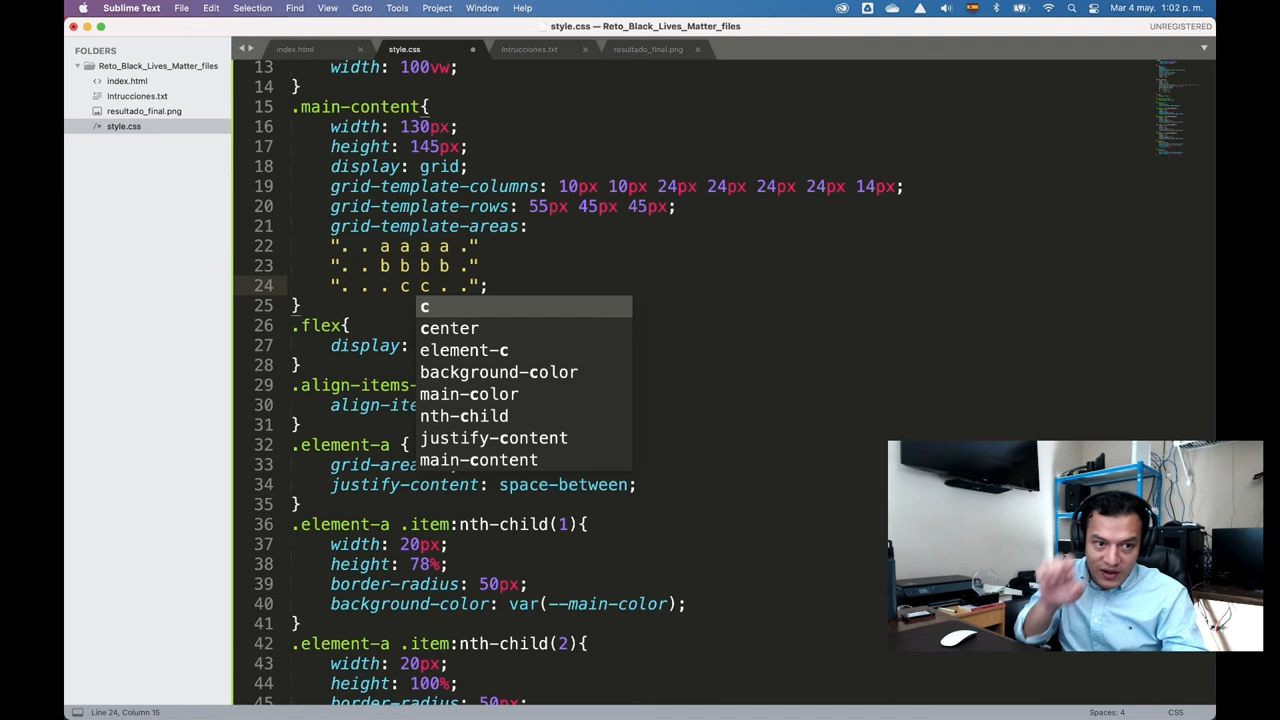 Sublime Text File Edit Selection Find View Goto Tools Project Window Help Mar 4 may. 1:02 p. m.
style.css — Reto_Black_Lives_Matter_files UNREGISTERED
FOLDERS
Reto_Black_Lives_Matter_files
index.html
Intrucciones.txt
resultado_final.png
style.css
index.html style.css Intrucciones.txt resultado_final.png
13 width: 100vw;
14 }
15 .main-content{
16 width: 130px;
17 height: 145px;
18 display: grid;
19 grid-template-columns: 10px 10px 24px 24px 24px 24px 14px;
20 grid-template-rows: 55px 45px 45px;
21 grid-template-areas:
22 ". . a a a a ."
23 ". . b b b b ."
24 ". . . c c . .";
25 }
26 .flex{
27 display:
28 }
29 .align-items-
30 align-ite
31 }
32 .element-a {
33 grid-area
34 justify-content: space-between;
35 }
36 .element-a .item:nth-child(1){
37 width: 20px;
38 height: 78%;
39 border-radius: 50px;
40 background-color: var(--main-color);
41 }
42 .element-a .item:nth-child(2){
43 width: 20px;
44 height: 100%;
45 border-radius: 50px;
c
center
element-c
background-color
main-color
nth-child
justify-content
main-content
Line 24, Column 15 Spaces: 4 CSS